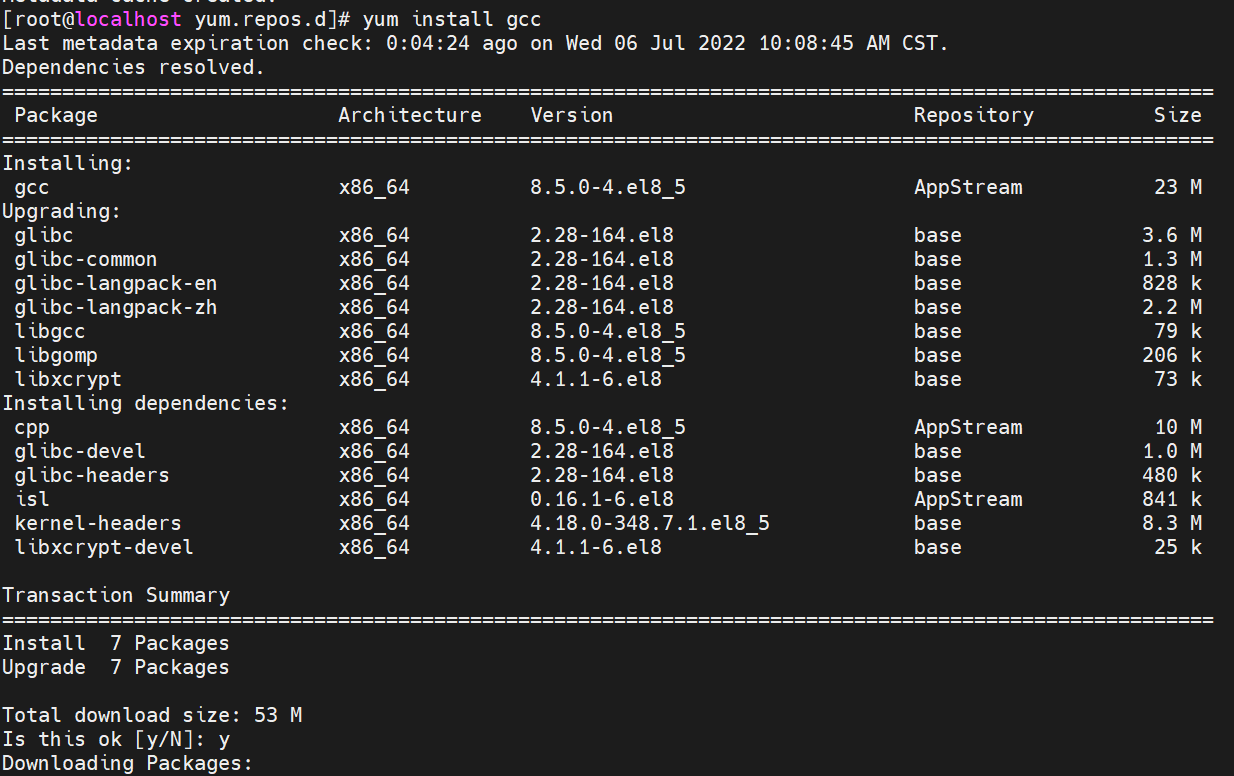 Metadata cache created.
[root@localhost yum.repos.d]# yum install gcc
Last metadata expiration check: 0:04:24 ago on Wed 06 Jul 2022 10:08:45 AM CST.
Dependencies resolved.
=====================================================================================================
Package Architecture Version Repository Size
=====================================================================================================
Installing:
gcc x86_64 8.5.0-4.el8_5 AppStream 23 M
Upgrading:
glibc x86_64 2.28-164.el8 base 3.6 M
glibc-common x86_64 2.28-164.el8 base 1.3 M
glibc-langpack-en x86_64 2.28-164.el8 base 828 k
glibc-langpack-zh x86_64 2.28-164.el8 base 2.2 M
libgcc x86_64 8.5.0-4.el8_5 base 79 k
libgomp x86_64 8.5.0-4.el8_5 base 206 k
libxcrypt x86_64 4.1.1-6.el8 base 73 k
Installing dependencies:
cpp x86_64 8.5.0-4.el8_5 AppStream 10 M
glibc-devel x86_64 2.28-164.el8 base 1.0 M
glibc-headers x86_64 2.28-164.el8 base 480 k
isl x86_64 0.16.1-6.el8 AppStream 841 k
kernel-headers x86_64 4.18.0-348.7.1.el8_5 base 8.3 M
libxcrypt-devel x86_64 4.1.1-6.el8 base 25 k
Transaction Summary
=====================================================================================================
Install 7 Packages
Upgrade 7 Packages
Total download size: 53 M
Is this ok [y/N]: y
Downloading Packages: